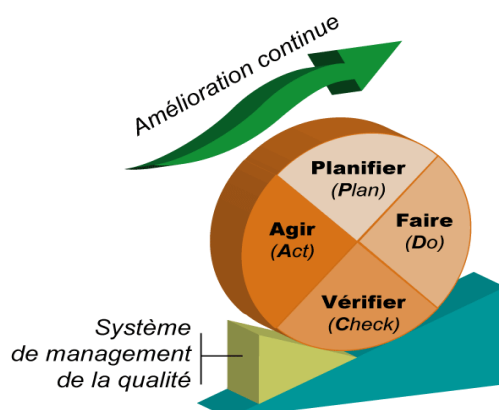 Amélioration continue
Planifier
(Plan)
Faire
(Do)
Agir
(Act)
Vérifier
(Check)
Système
de management
de la qualité